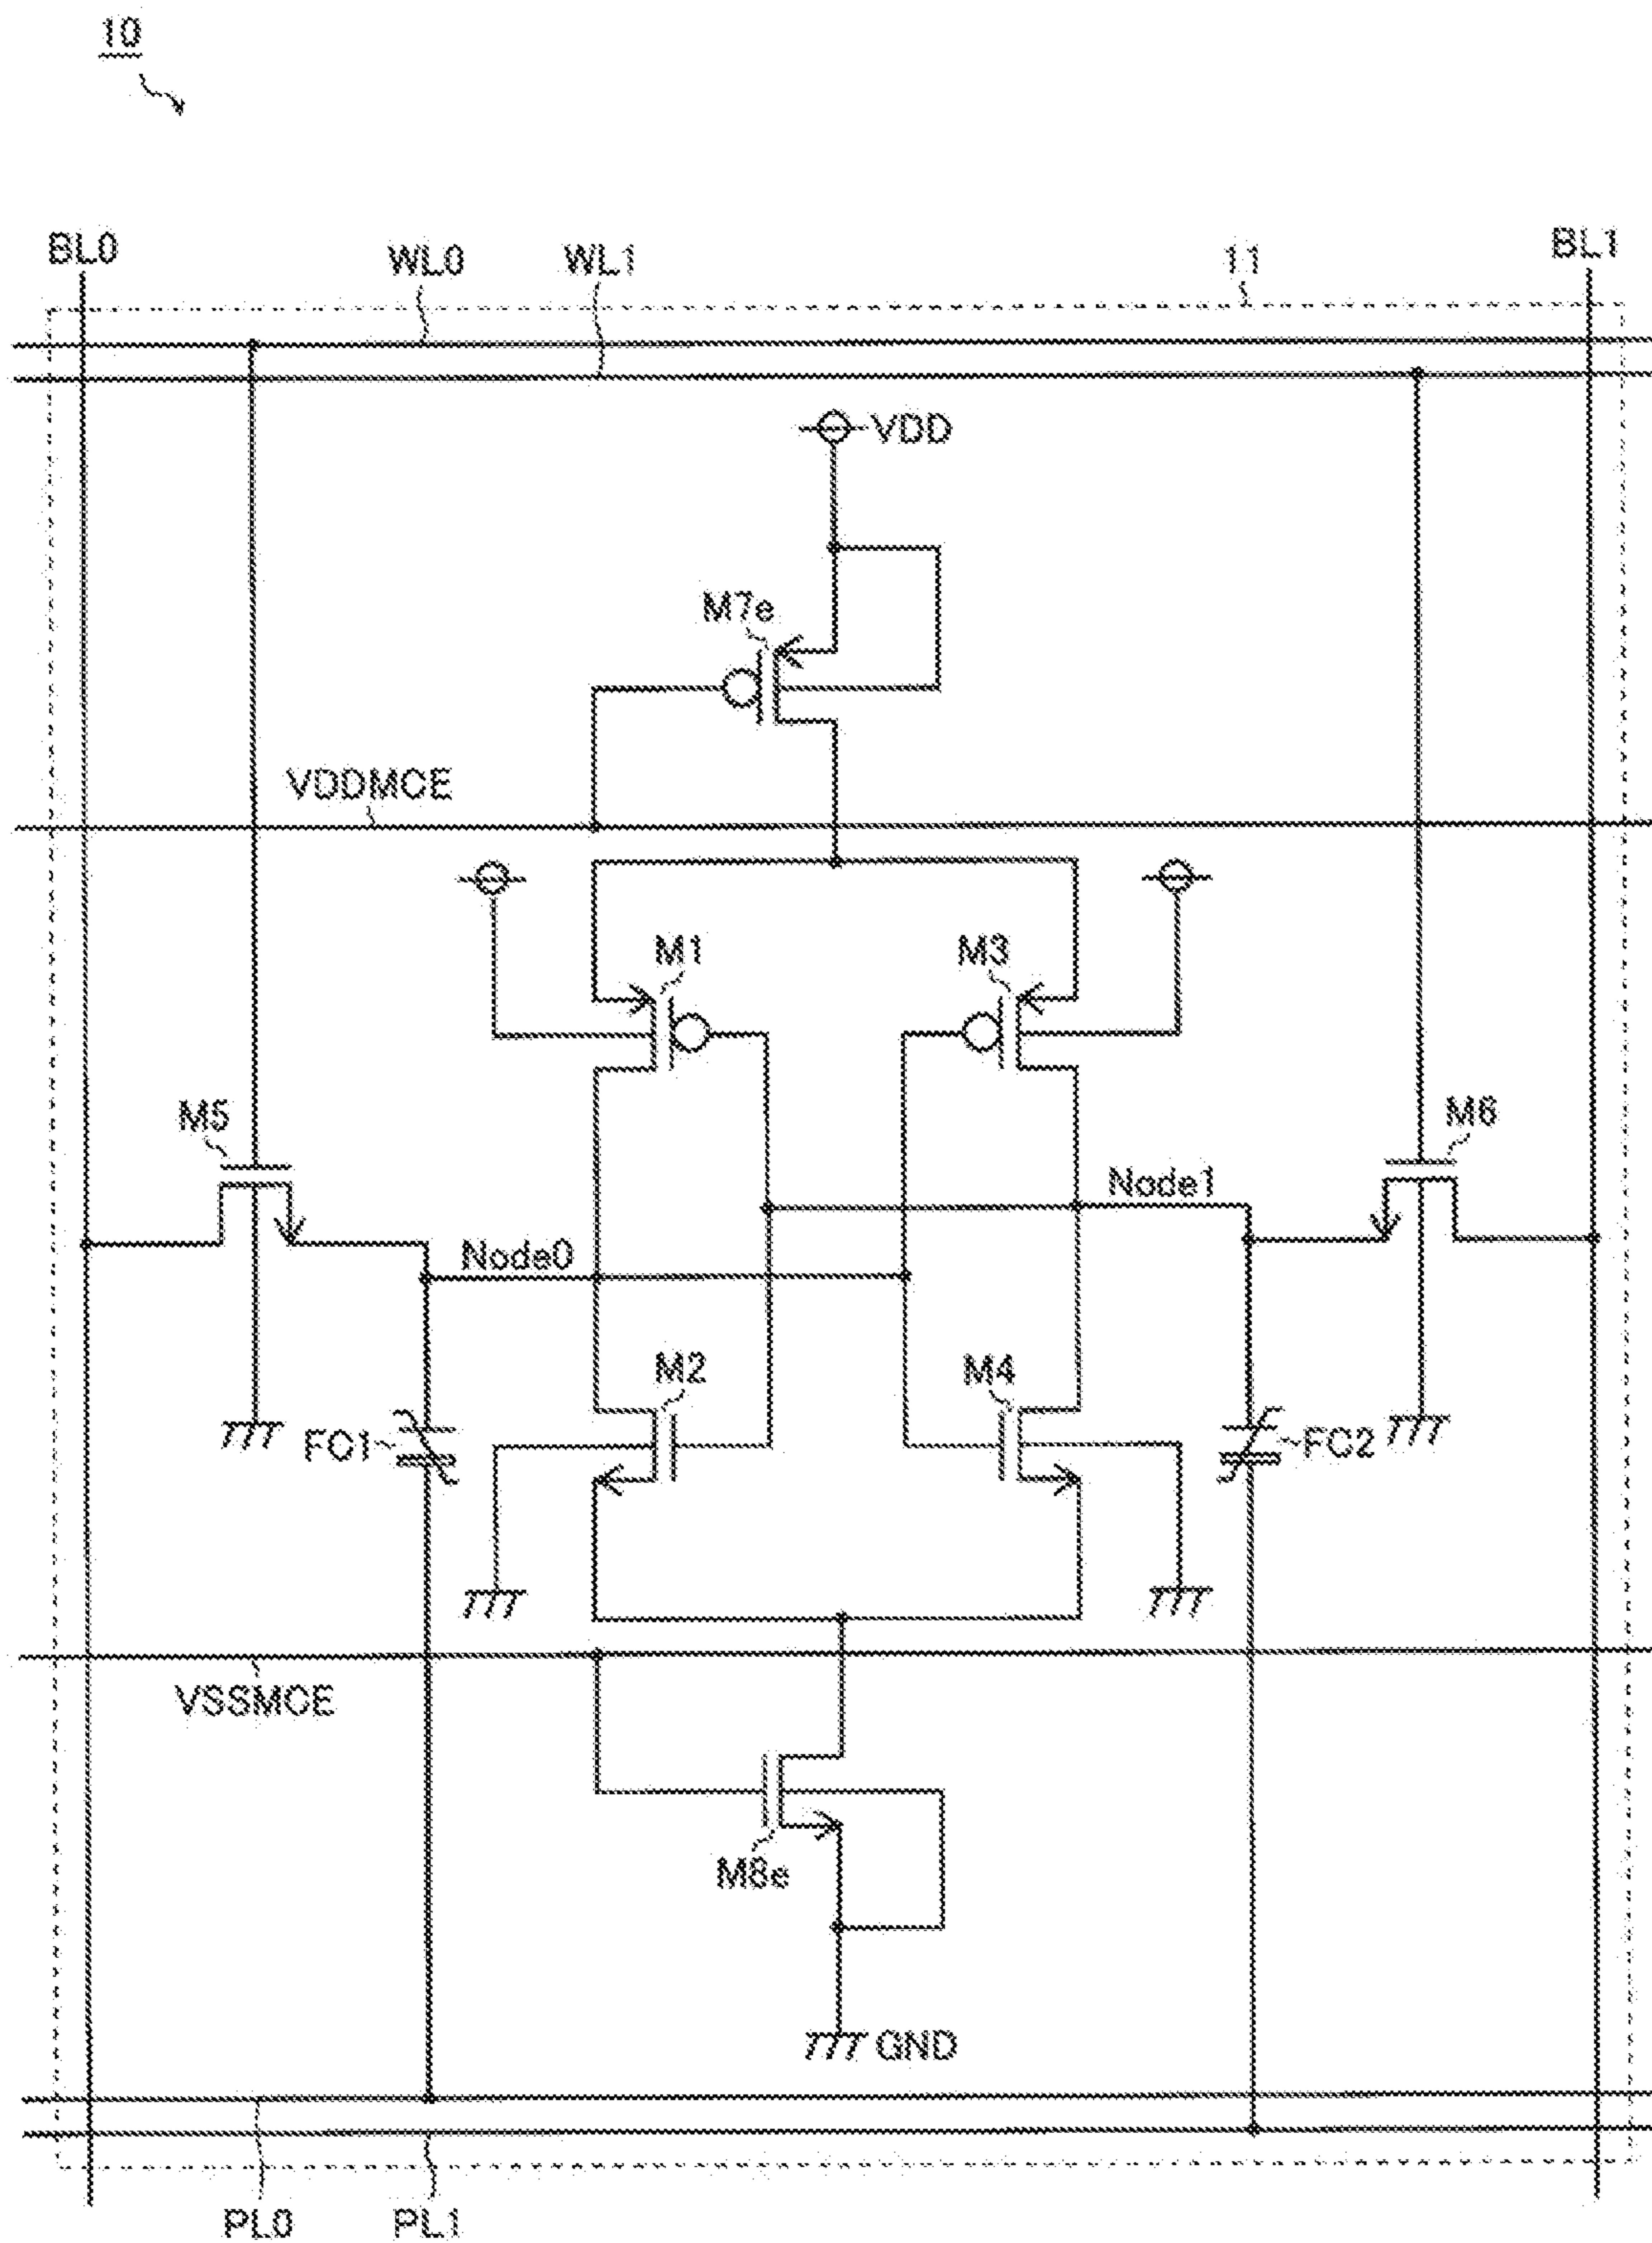 10
BL0
WL0
WL1
11
BL1
VDD
M7e
VDDMCE
M1
M3
M5
M6
Node1
Node0
M2
M4
FC1
FC2
VSSMCE
M8e
GND
PL0
PL1